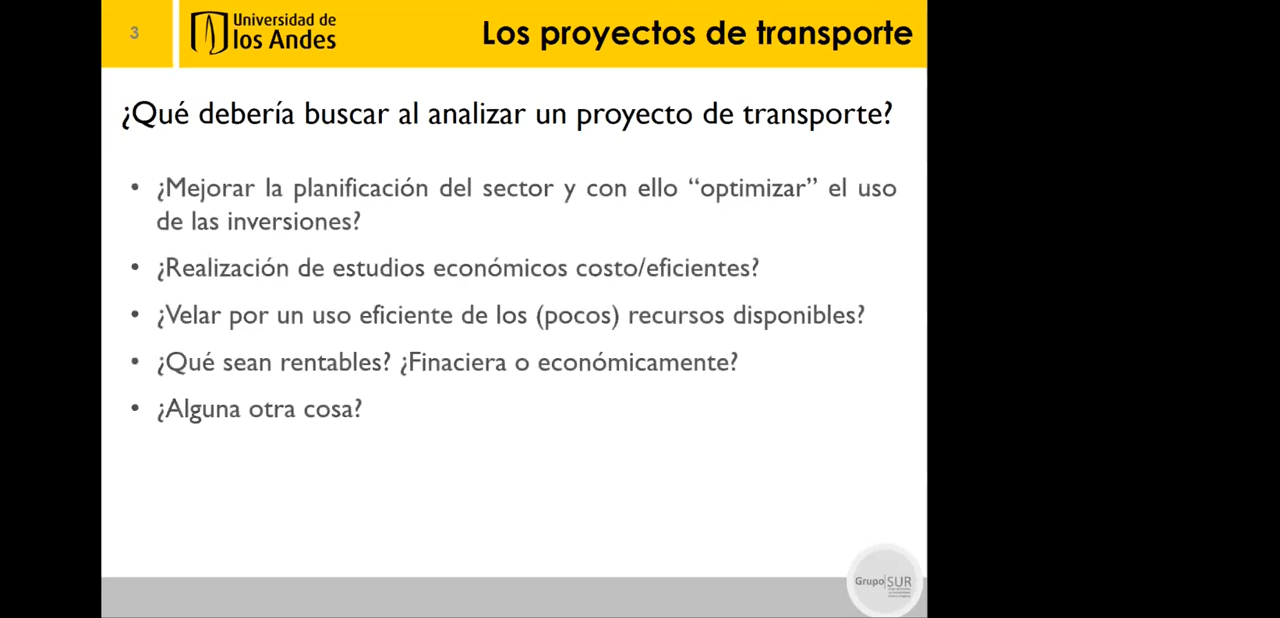 3
Universidad de
los Andes
Los proyectos de transporte
¿Qué debería buscar al analizar un proyecto de transporte?
• ¿Mejorar la planificación del sector y con ello “optimizar” el uso
de las inversiones?
• ¿Realización de estudios económicos costo/eficientes?
• ¿Velar por un uso eficiente de los (pocos) recursos disponibles?
• ¿Qué sean rentables? ¿Finaciera o económicamente?
• ¿Alguna otra cosa?
Grupo|SUR